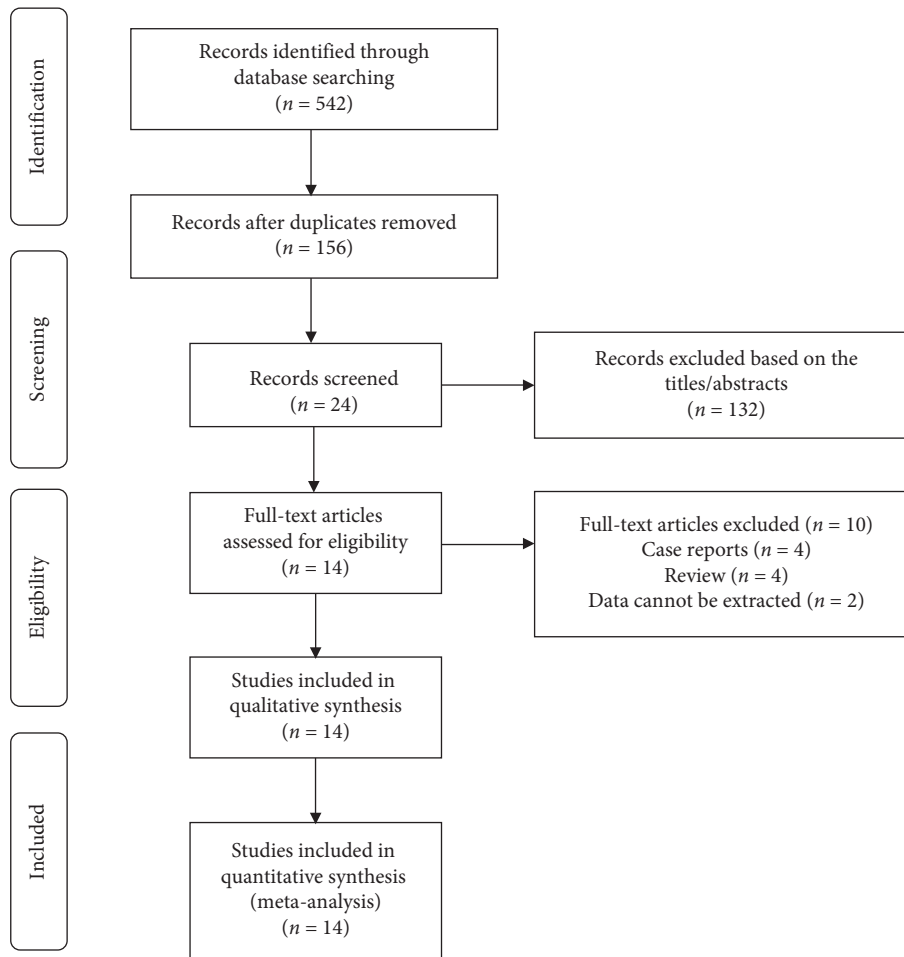 Identification
Records identified through
database searching
(n = 542)
Records after duplicates removed
(n = 156)
Screening
Records screened
(n = 24)
Records excluded based on the
titles/abstracts
(n = 132)
Eligibility
Full-text articles
assessed for eligibility
(n = 14)
Full-text articles excluded (n = 10)
Case reports (n = 4)
Review (n = 4)
Data cannot be extracted (n = 2)
Studies included in
qualitative synthesis
(n = 14)
Included
Studies included in
quantitative synthesis
(meta-analysis)
(n = 14)